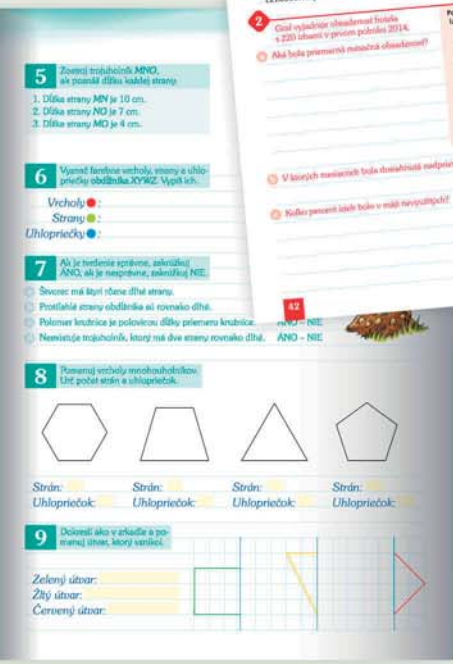 5
Zostroj trojuholník MNO,
ak poznáš dĺžku každej strany.
1. Dĺžka strany MN je 10 cm.
2. Dĺžka strany NO je 7 cm.
3. Dĺžka strany MO je 4 cm.
6
Vyznač farebne vrcholy, strany a uhlo-
priečky obdĺžnika XYWZ. Vypíš ich.
Vrcholy :
Strany :
Uhlopriečky :
7
Ak je tvrdenie správne, zakrúžkuj
ÁNO, ak je nesprávne, zakrúžkuj NIE.
Štvorec má štyri rôzne dlhé strany.
Protiľahlé strany obdĺžnika sú rovnako dlhé.
Polomer kružnice je polovicou dĺžky priemeru kružnice. ÁNO – NIE
Neexistuje trojuholník, ktorý má dve strany rovnako dlhé. ÁNO – NIE
8
Pomenuj vrcholy mnohouholníkov.
Urč počet strán a uhlopriečok.
Strán: Strán: Strán: Strán:
Uhlopriečok: Uhlopriečok: Uhlopriečok: Uhlopriečok:
9
Dokresli ako v zrkadle a po-
menuj útvar, ktorý vznikol.
Zelený útvar:
Žltý útvar:
Červený útvar:
2
Graf vyjadruje obsadenosť hotela
s 220 izbami v prvom polroku 2014.
Aká bola priemerná mesačná obsadenosť?
V ktorých mesiacoch bola dosiahnutá
Koľko percent izieb bolo v máji nevyužitých?
42